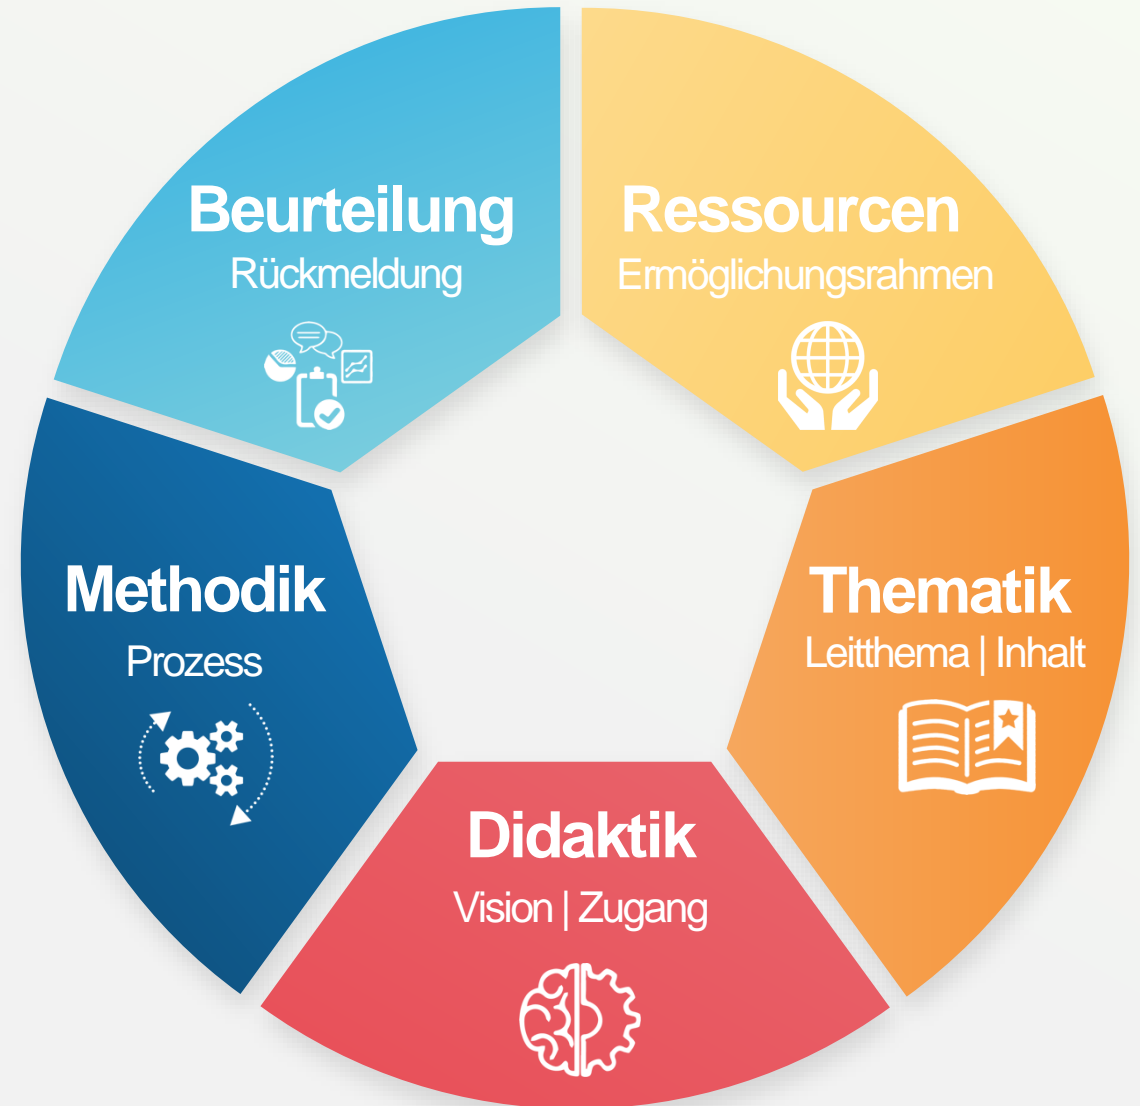 Beurteilung
Rückmeldung
Ressourcen
Ermöglichungsrahmen
Thematik
Leitthema | Inhalt
Didaktik
Vision | Zugang
Methodik
Prozess